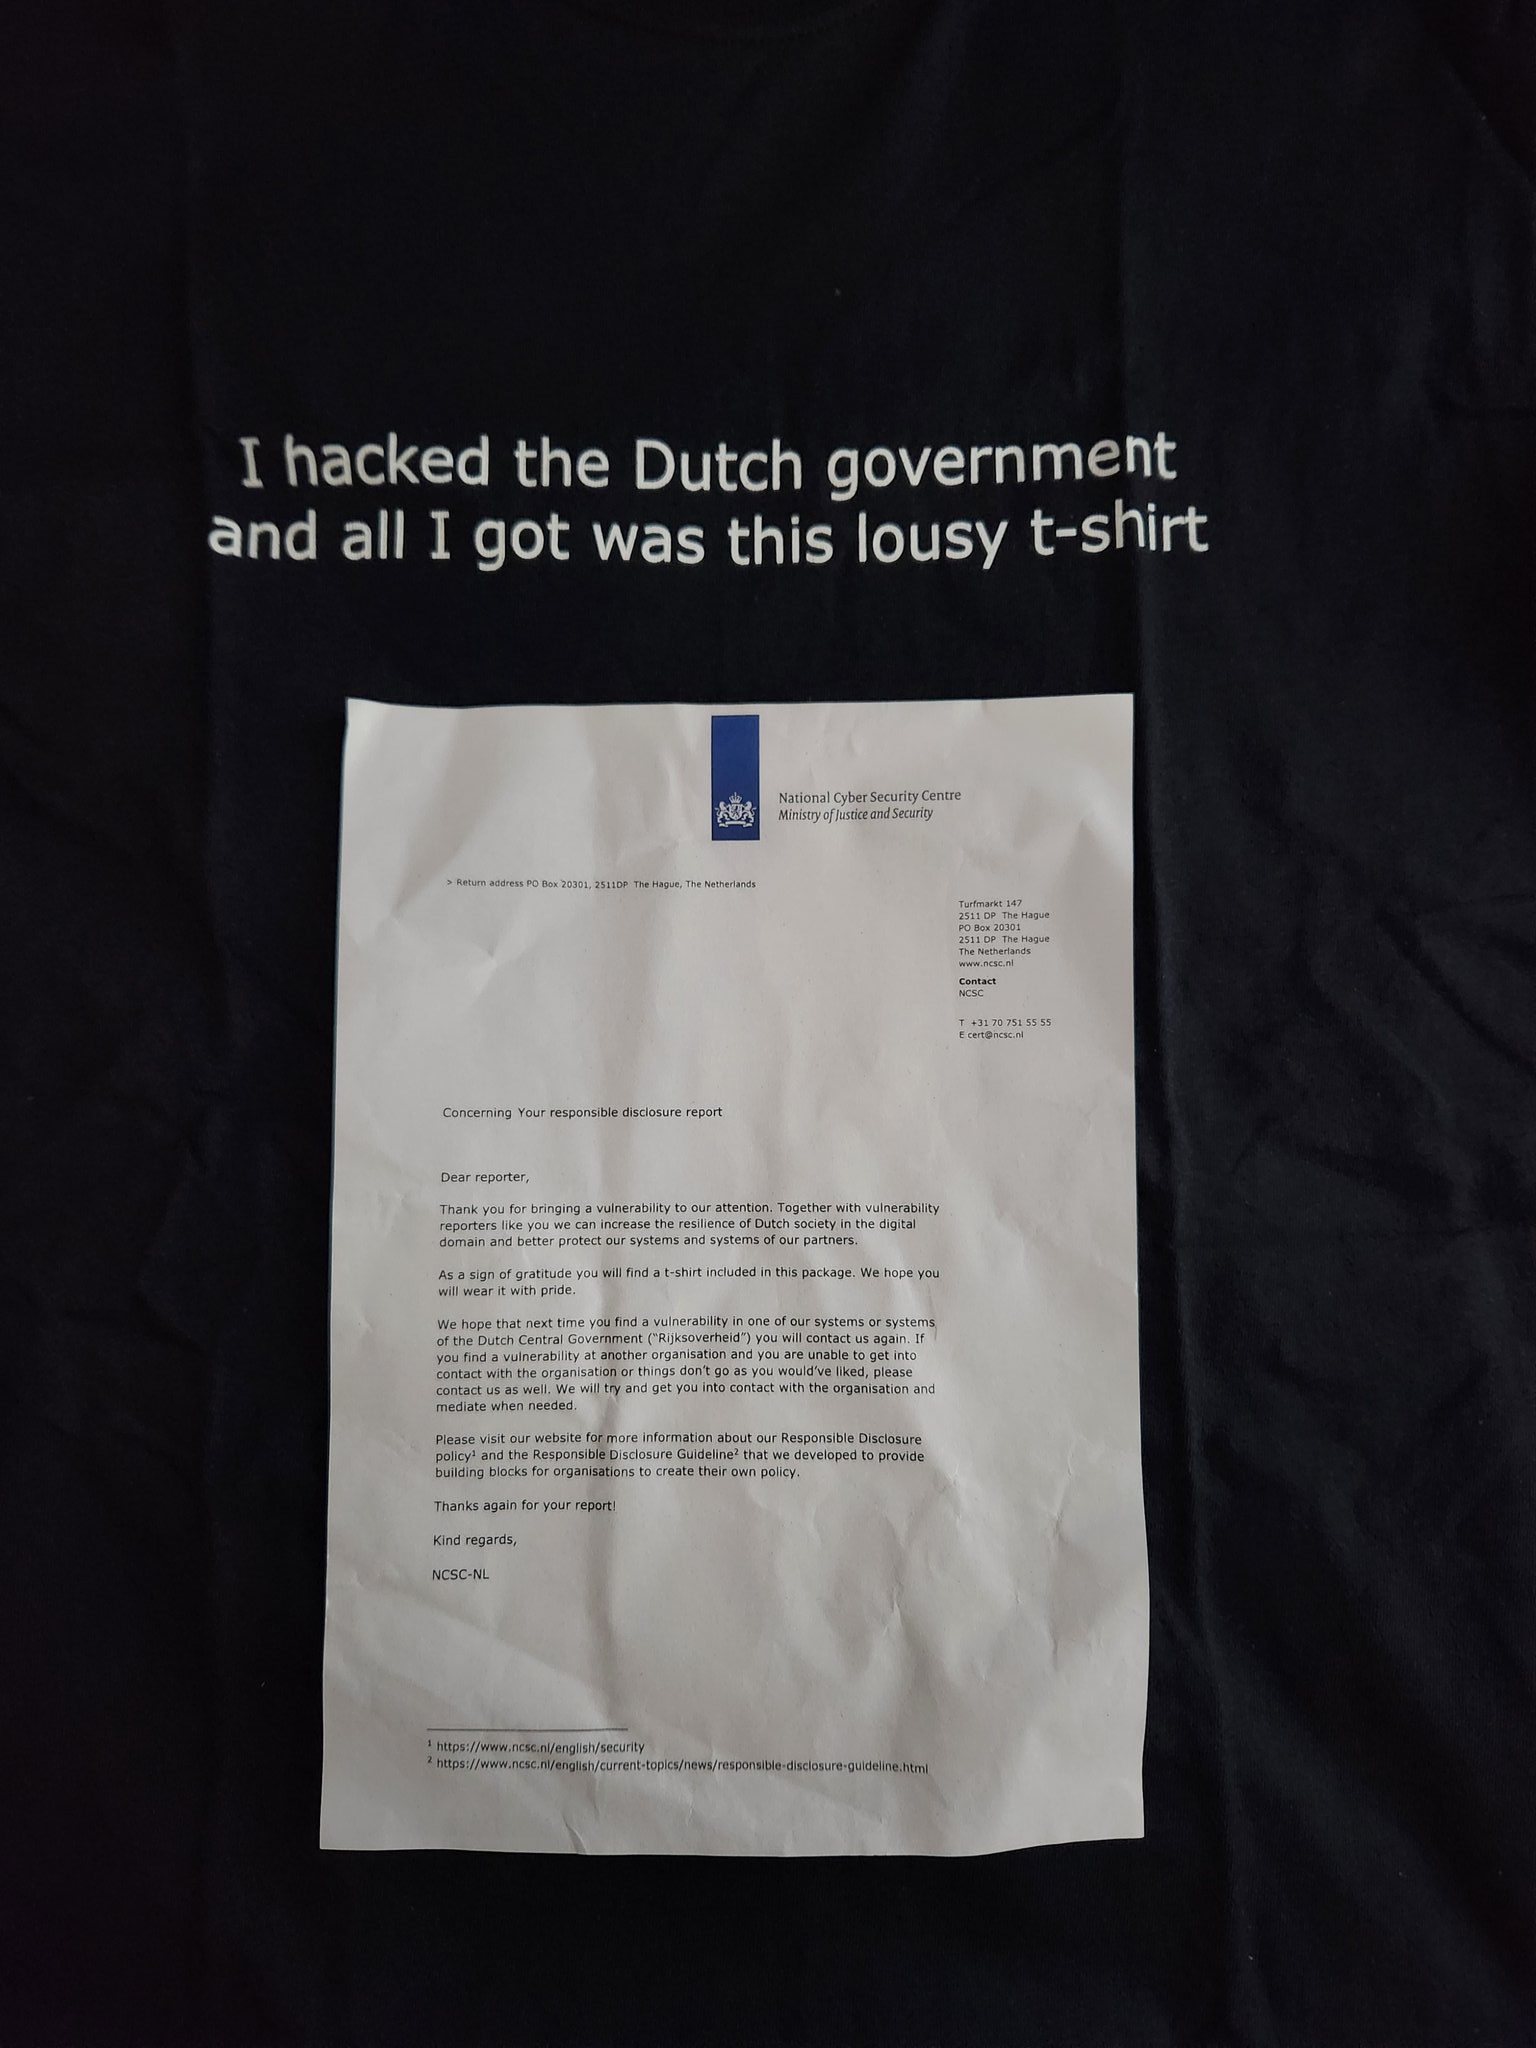 I hacked the Dutch government
and all I got was this lousy t-shirt
National Cyber Security Centre
Ministry of Justice and Security
> Return address PO Box 20301, 2511DP The Hague, The Netherlands
Turfmarkt 147
2511 DP The Hague
PO Box 20301
2511 DP The Hague
The Netherlands
www.ncsc.nl
Contact
NCSC
T +31 70 751 55 55
E cert@ncsc.nl
Concerning Your responsible disclosure report
Dear reporter,
Thank you for bringing a vulnerability to our attention. Together with vulnerability
reporters like you we can increase the resilience of Dutch society in the digital
domain and better protect our systems and systems of our partners.
As a sign of gratitude you will find a t-shirt included in this package. We hope you
will wear it with pride.
We hope that next time you find a vulnerability in one of our systems or systems
of the Dutch Central Government ("Rijksoverheid") you will contact us again. If
you find a vulnerability at another organisation and you are unable to get into
contact with the organisation or things don't go as you would've liked, please
contact us as well. We will try and get you into contact with the organisation and
mediate when needed.
Please visit our website for more information about our Responsible Disclosure
policy¹ and the Responsible Disclosure Guideline² that we developed to provide
building blocks for organisations to create their own policy.
Thanks again for your report!
Kind regards,
NCSC-NL
¹ https://www.ncsc.nl/english/security
² https://www.ncsc.nl/english/current-topics/news/responsible-disclosure-guideline.html